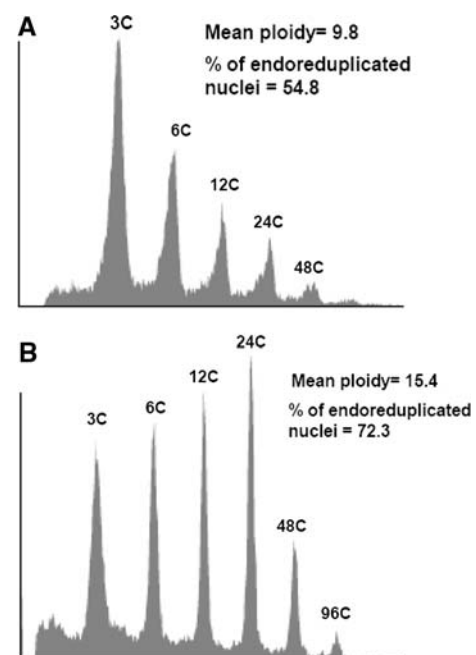 A
3C
Mean ploidy= 9.8
% of endoreduplicated
nuclei = 54.8
6C
12C
24C
48C
B
24C
12C
Mean ploidy= 15.4
6C
3C
% of endoreduplicated
nuclei = 72.3
48C
96C